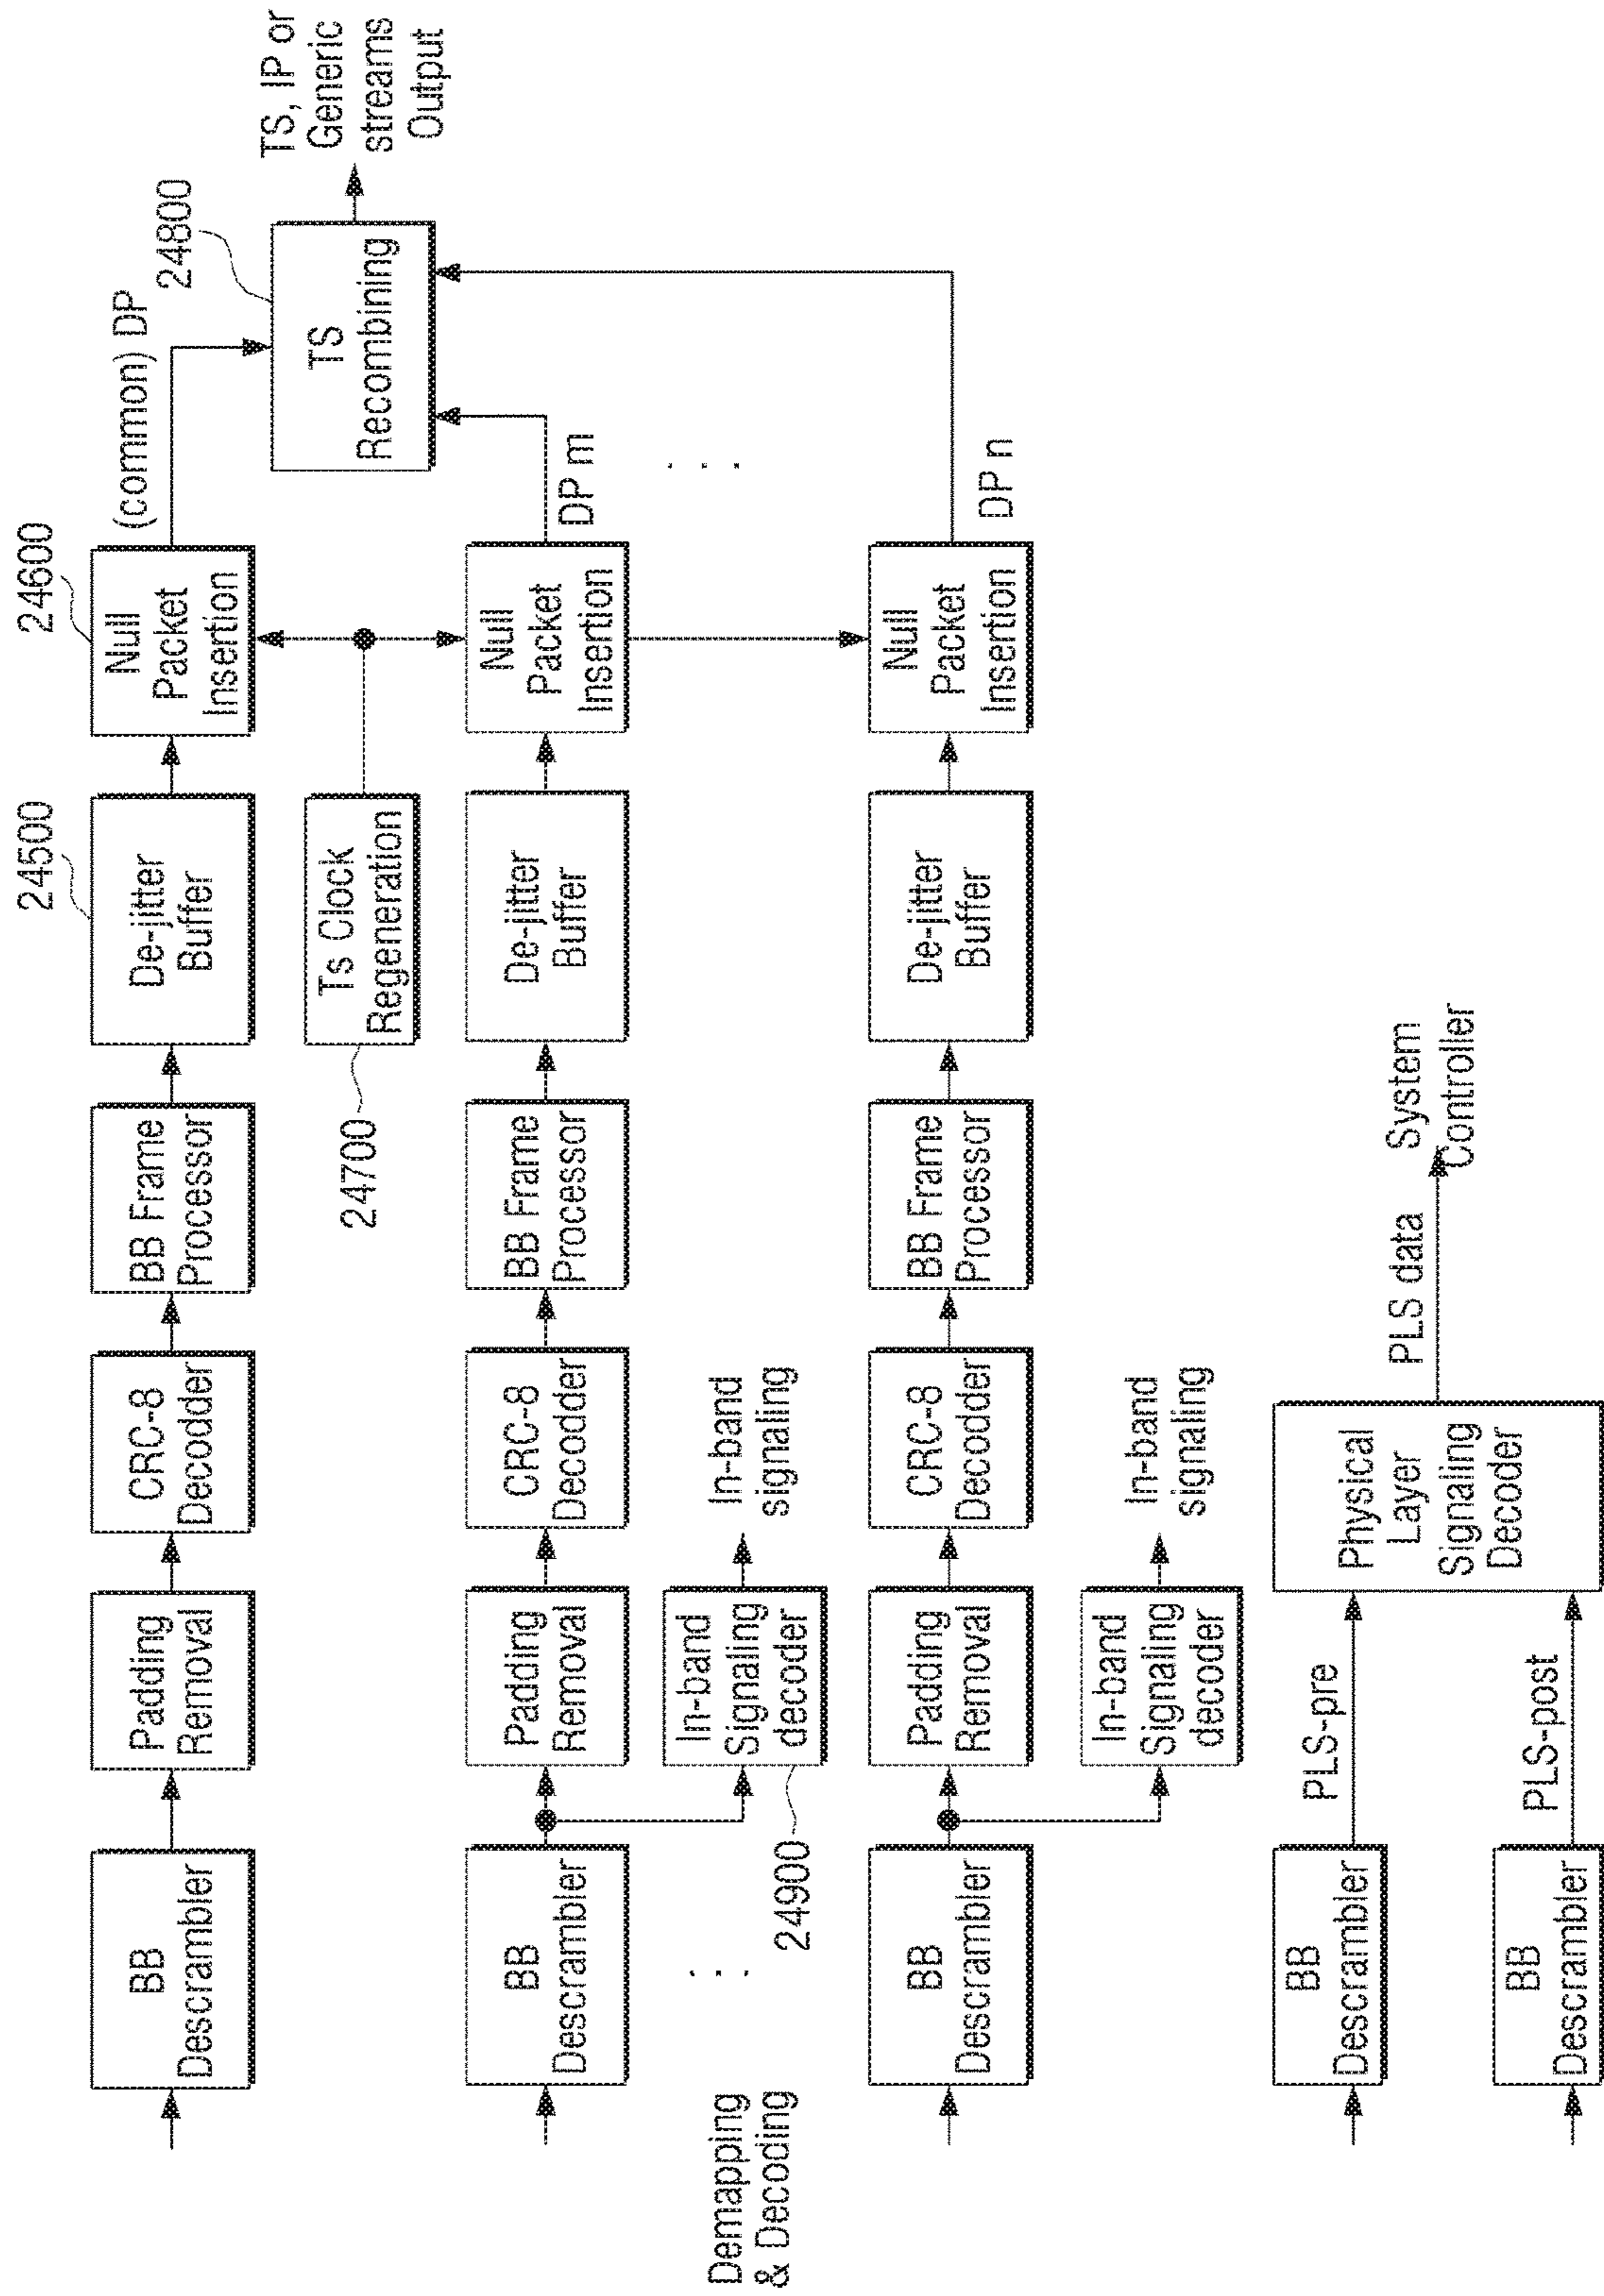 24500
24600
24800
BB
Descrambler
Padding
Removal
CRC-8
Decoder
BB Frame
Processor
De-jitter
Buffer
Null
Packet
Insertion
(common) DP
TS
Recombining
TS, IP or
Generic
streams
Output
24700
Ts Clock
Regeneration
BB
Descrambler
Padding
Removal
CRC-8
Decoder
BB Frame
Processor
De-jitter
Buffer
Null
Packet
Insertion
DP m
Demapping
& Decoding
. . .
24900
In-band
Signaling
decoder
In-band
signaling
. . .
BB
Descrambler
Padding
Removal
CRC-8
Decoder
BB Frame
Processor
De-jitter
Buffer
Null
Packet
Insertion
DP n
In-band
Signaling
decoder
In-band
signaling
BB
Descrambler
PLS-pre
Physical
Layer
Signaling
Decoder
PLS data
System
Controller
BB
Descrambler
PLS-post